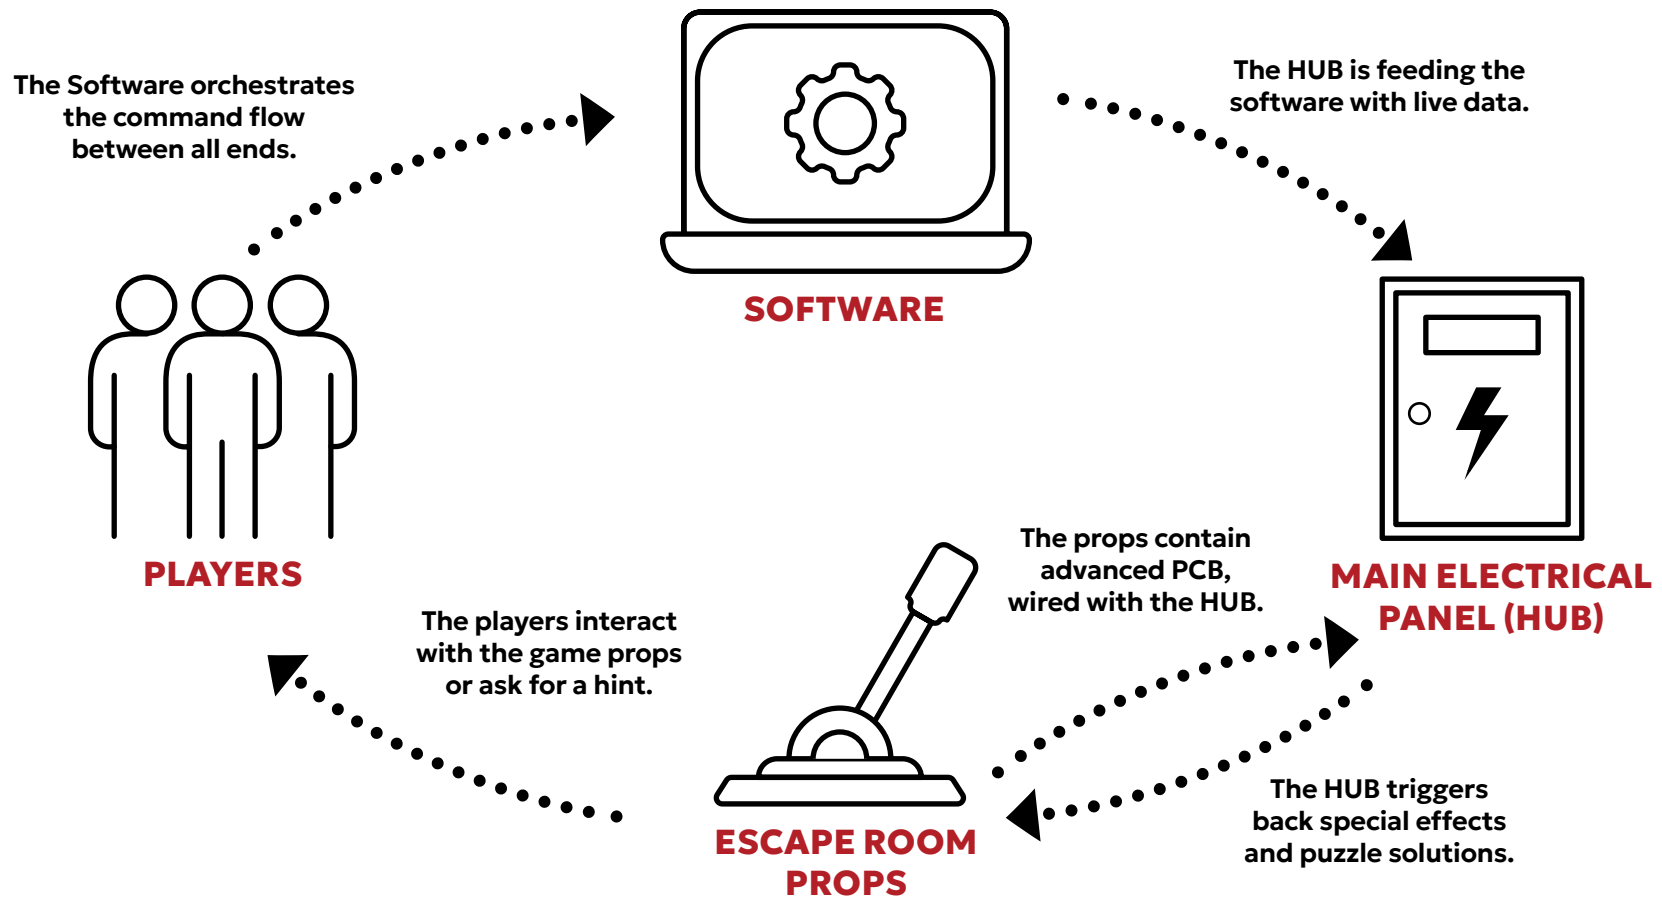 The Software orchestrates
the command flow
between all ends.
The HUB is feeding the
software with live data.
SOFTWARE
PLAYERS
MAIN ELECTRICAL
PANEL (HUB)
The props contain
advanced PCB,
wired with the HUB.
The players interact
with the game props
or ask for a hint.
The HUB triggers
back special effects
and puzzle solutions.
ESCAPE ROOM
PROPS